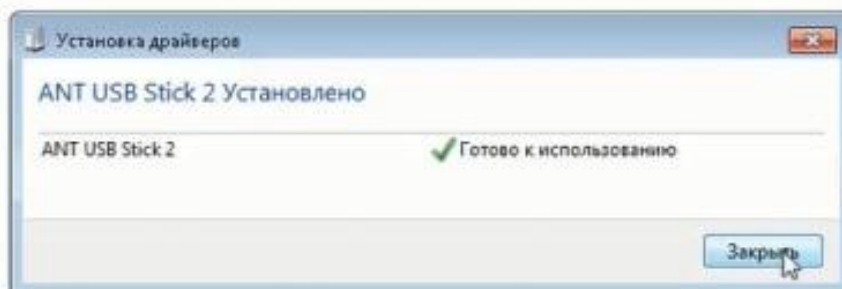 Установка драйверов
ANT USB Stick 2 Установлено
ANT USB Stick 2 Готово к использованию
Закрыть